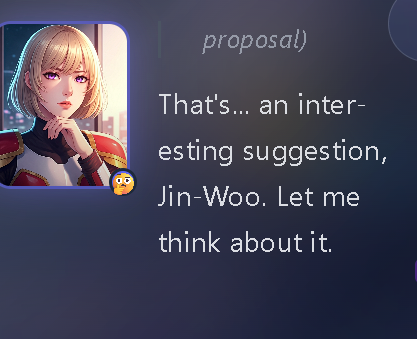 proposal)
That's... an inter-
esting suggestion,
Jin-Woo. Let me
think about it.